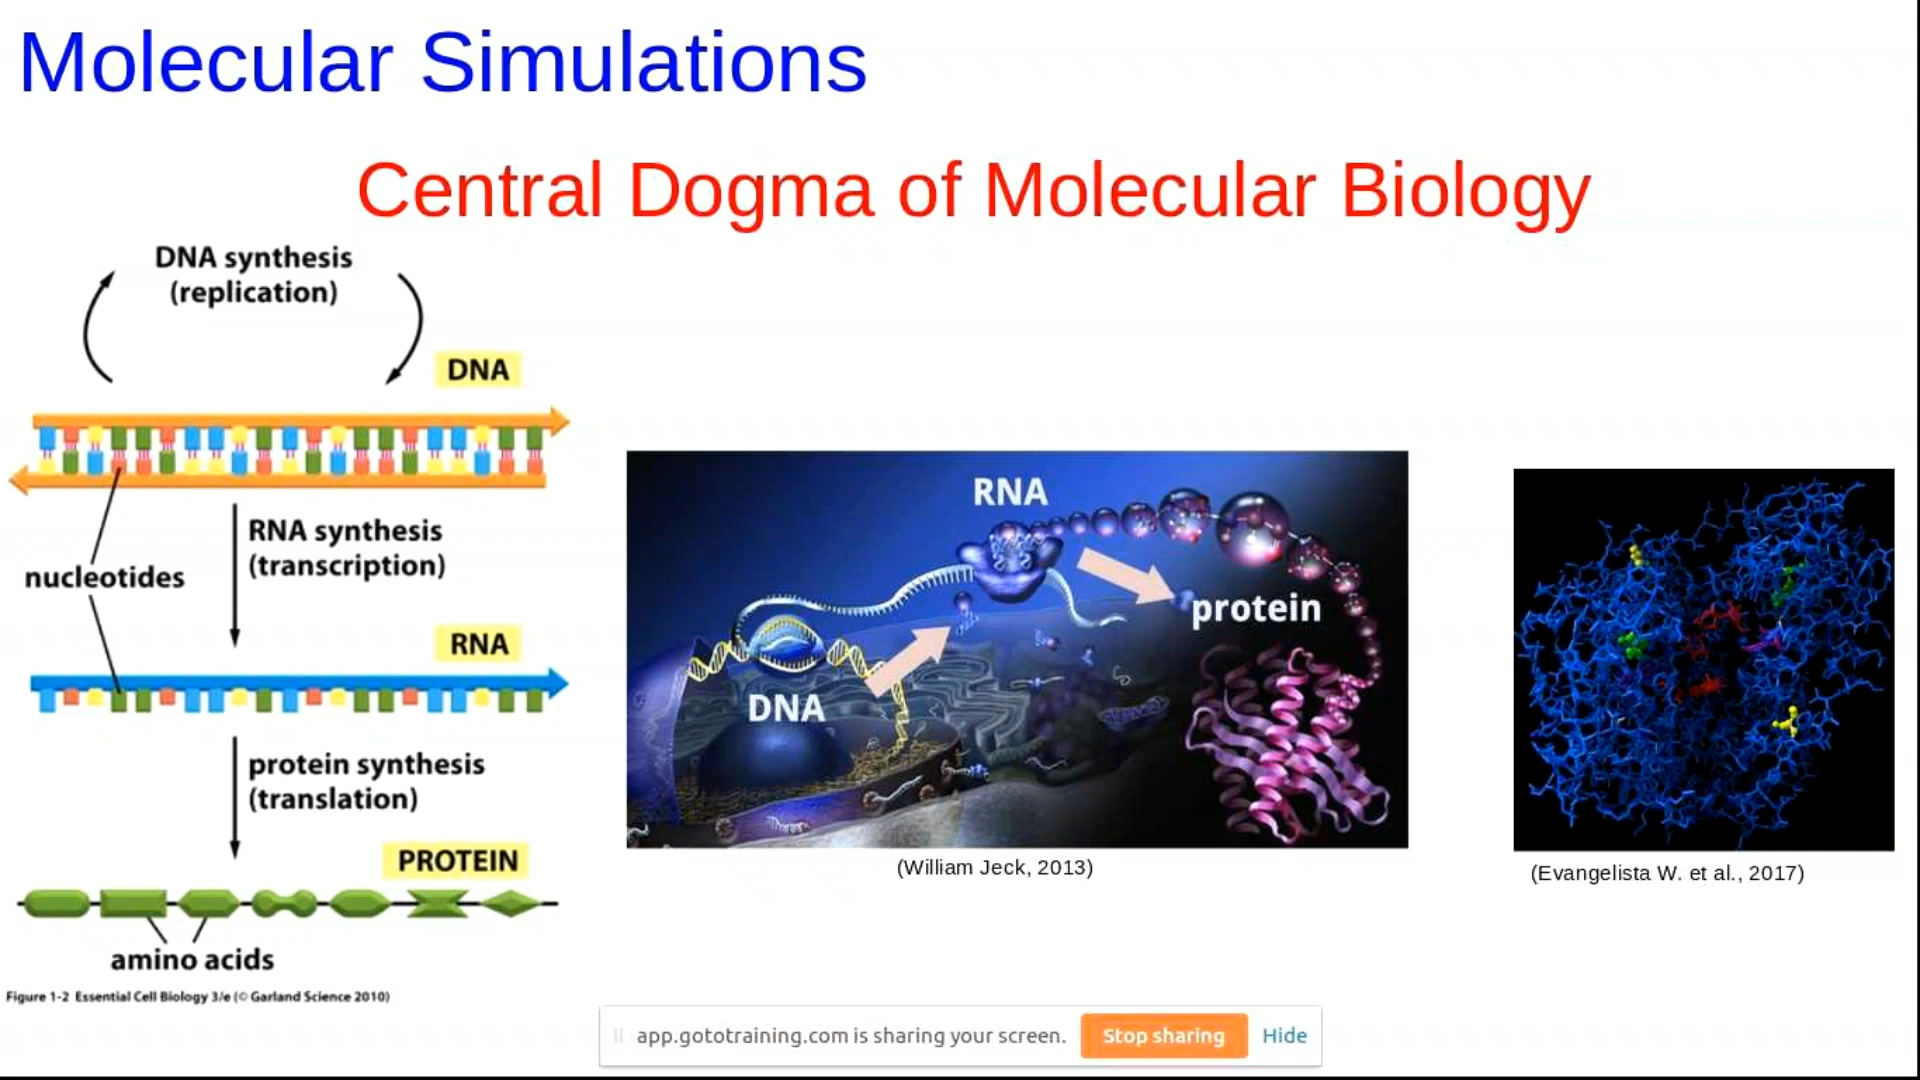 Molecular Simulations
Central Dogma of Molecular Biology
DNA synthesis
(replication)
DNA
RNA synthesis
(transcription)
nucleotides
RNA
protein synthesis
(translation)
PROTEIN
amino acids
Figure 1-2 Essential Cell Biology 3/e (© Garland Science 2010)
RNA
protein
DNA
(William Jeck, 2013)
(Evangelista W. et al., 2017)
app.gototraining.com is sharing your screen.
Stop sharing
Hide